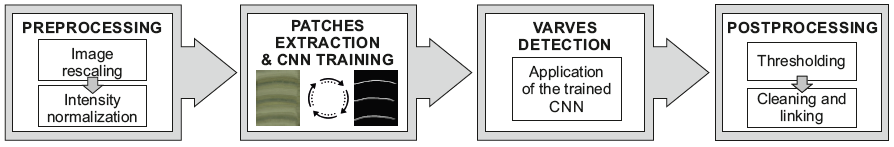 PREPROCESSING
Image
rescaling
Intensity
normalization
PATCHES
EXTRACTION
& CNN TRAINING
VARVES
DETECTION
Application
of the trained
CNN
POSTPROCESSING
Thresholding
Cleaning and
linking